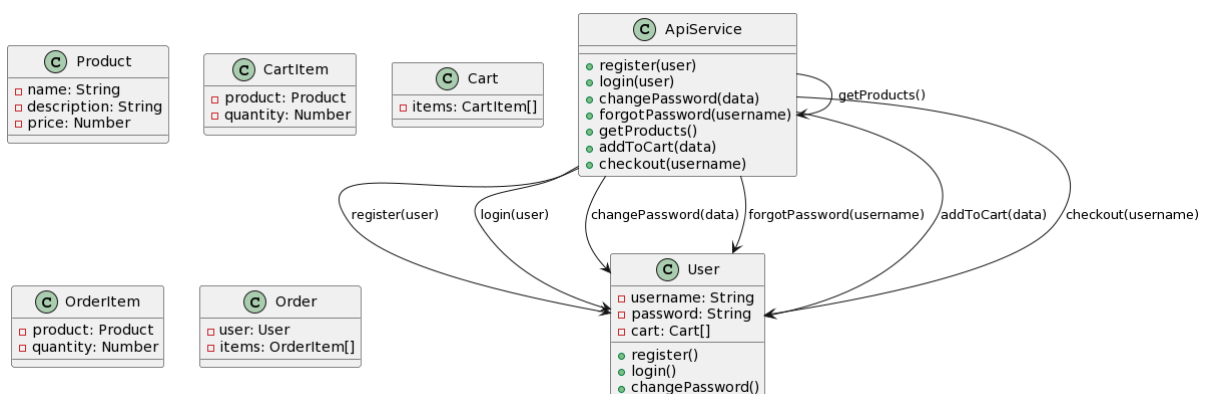 C Product
name: String
description: String
price: Number
C CartItem
product: Product
quantity: Number
C Cart
items: CartItem[]
C ApiService
register(user)
login(user)
changePassword(data)
forgotPassword(username)
getProducts()
addToCart(data)
checkout(username)
getProducts()
register(user)
login(user)
changePassword(data)
forgotPassword(username)
addToCart(data)
checkout(username)
C OrderItem
product: Product
quantity: Number
C Order
user: User
items: OrderItem[]
C User
username: String
password: String
cart: Cart[]
register()
login()
changePassword()